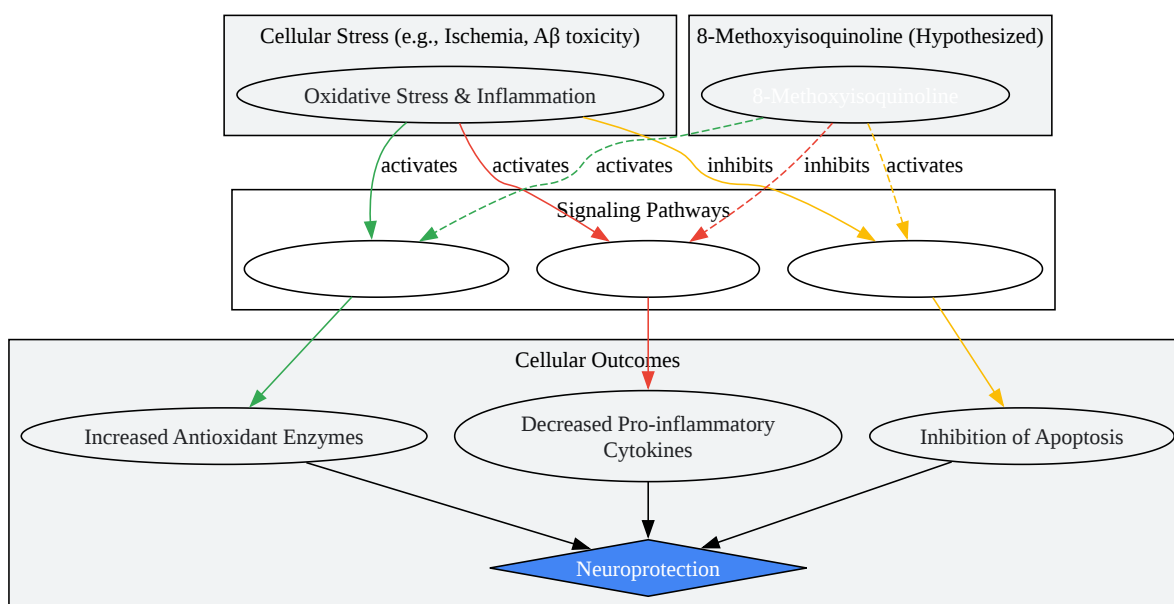 Cellular Stress (e.g., Ischemia, Aβ toxicity)
8-Methoxyisoquinoline (Hypothesized)
Oxidative Stress & Inflammation
8-Methoxyisoquinoline
activates
activates
activates
inhibits
inhibits
activates
Signaling Pathways
Cellular Outcomes
Increased Antioxidant Enzymes
Decreased Pro-inflammatory
Cytokines
Inhibition of Apoptosis
Neuroprotection